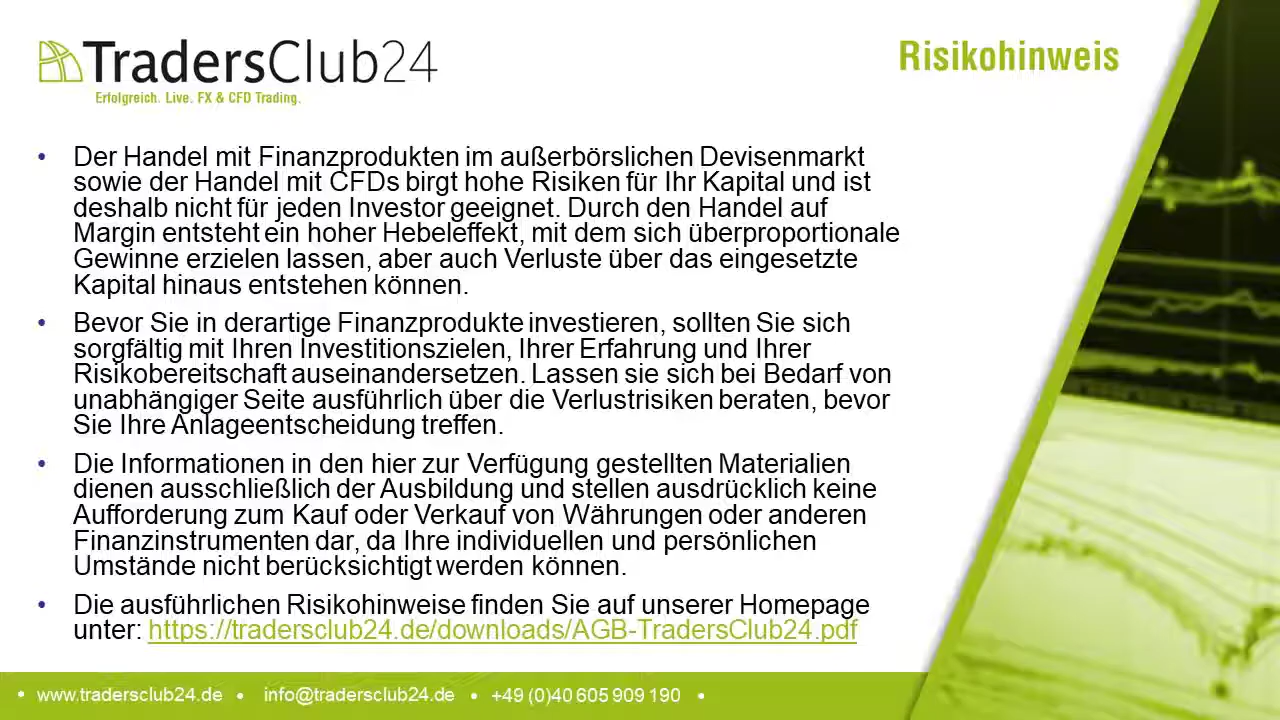 TradersClub24
Erfolgreich. Live. FX & CFD Trading.
Risikohinweis
• Der Handel mit Finanzprodukten im außerbörslichen Devisenmarkt
sowie der Handel mit CFDs birgt hohe Risiken für Ihr Kapital und ist
deshalb nicht für jeden Investor geeignet. Durch den Handel auf
Margin entsteht ein hoher Hebeleffekt, mit dem sich überproportionale
Gewinne erzielen lassen, aber auch Verluste über das eingesetzte
Kapital hinaus entstehen können.
• Bevor Sie in derartige Finanzprodukte investieren, sollten Sie sich
sorgfältig mit Ihren Investitionszielen, Ihrer Erfahrung und Ihrer
Risikobereitschaft auseinandersetzen. Lassen sie sich bei Bedarf von
unabhängiger Seite ausführlich über die Verlustrisiken beraten, bevor
Sie Ihre Anlageentscheidung treffen.
• Die Informationen in den hier zur Verfügung gestellten Materialien
dienen ausschließlich der Ausbildung und stellen ausdrücklich keine
Aufforderung zum Kauf oder Verkauf von Währungen oder anderen
Finanzinstrumenten dar, da Ihre individuellen und persönlichen
Umstände nicht berücksichtigt werden können.
• Die ausführlichen Risikohinweise finden Sie auf unserer Homepage
unter: https://tradersclub24.de/downloads/AGB-TradersClub24.pdf
• www.tradersclub24.de • info@tradersclub24.de • +49 (0)40 605 909 190 •